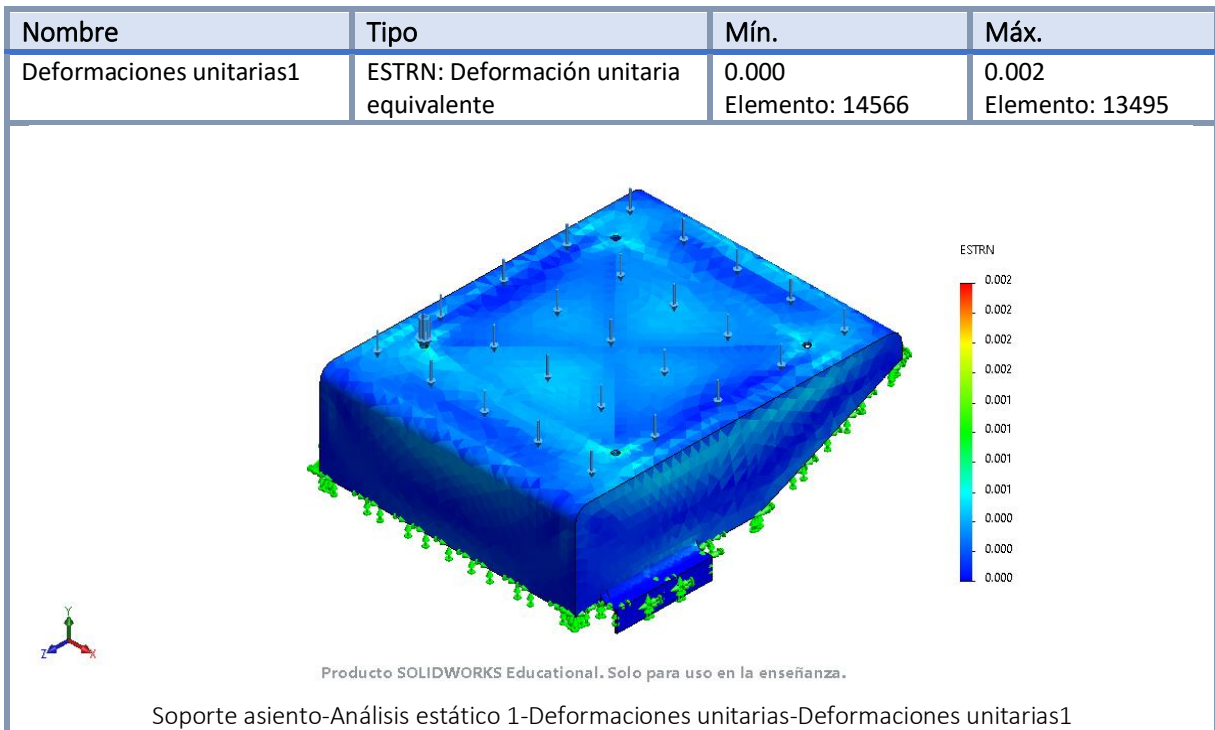 Nombre Tipo Mín. Máx.
Deformaciones unitarias1 ESTRN: Deformación unitaria 0.000 0.002
equivalente Elemento: 14566 Elemento: 13495
ESTRN
0.002
0.002
0.002
0.002
0.001
0.001
0.001
0.001
0.000
0.000
0.000
Y
Z X
Producto SOLIDWORKS Educational. Solo para uso en la enseñanza.
Soporte asiento-Análisis estático 1-Deformaciones unitarias-Deformaciones unitarias1